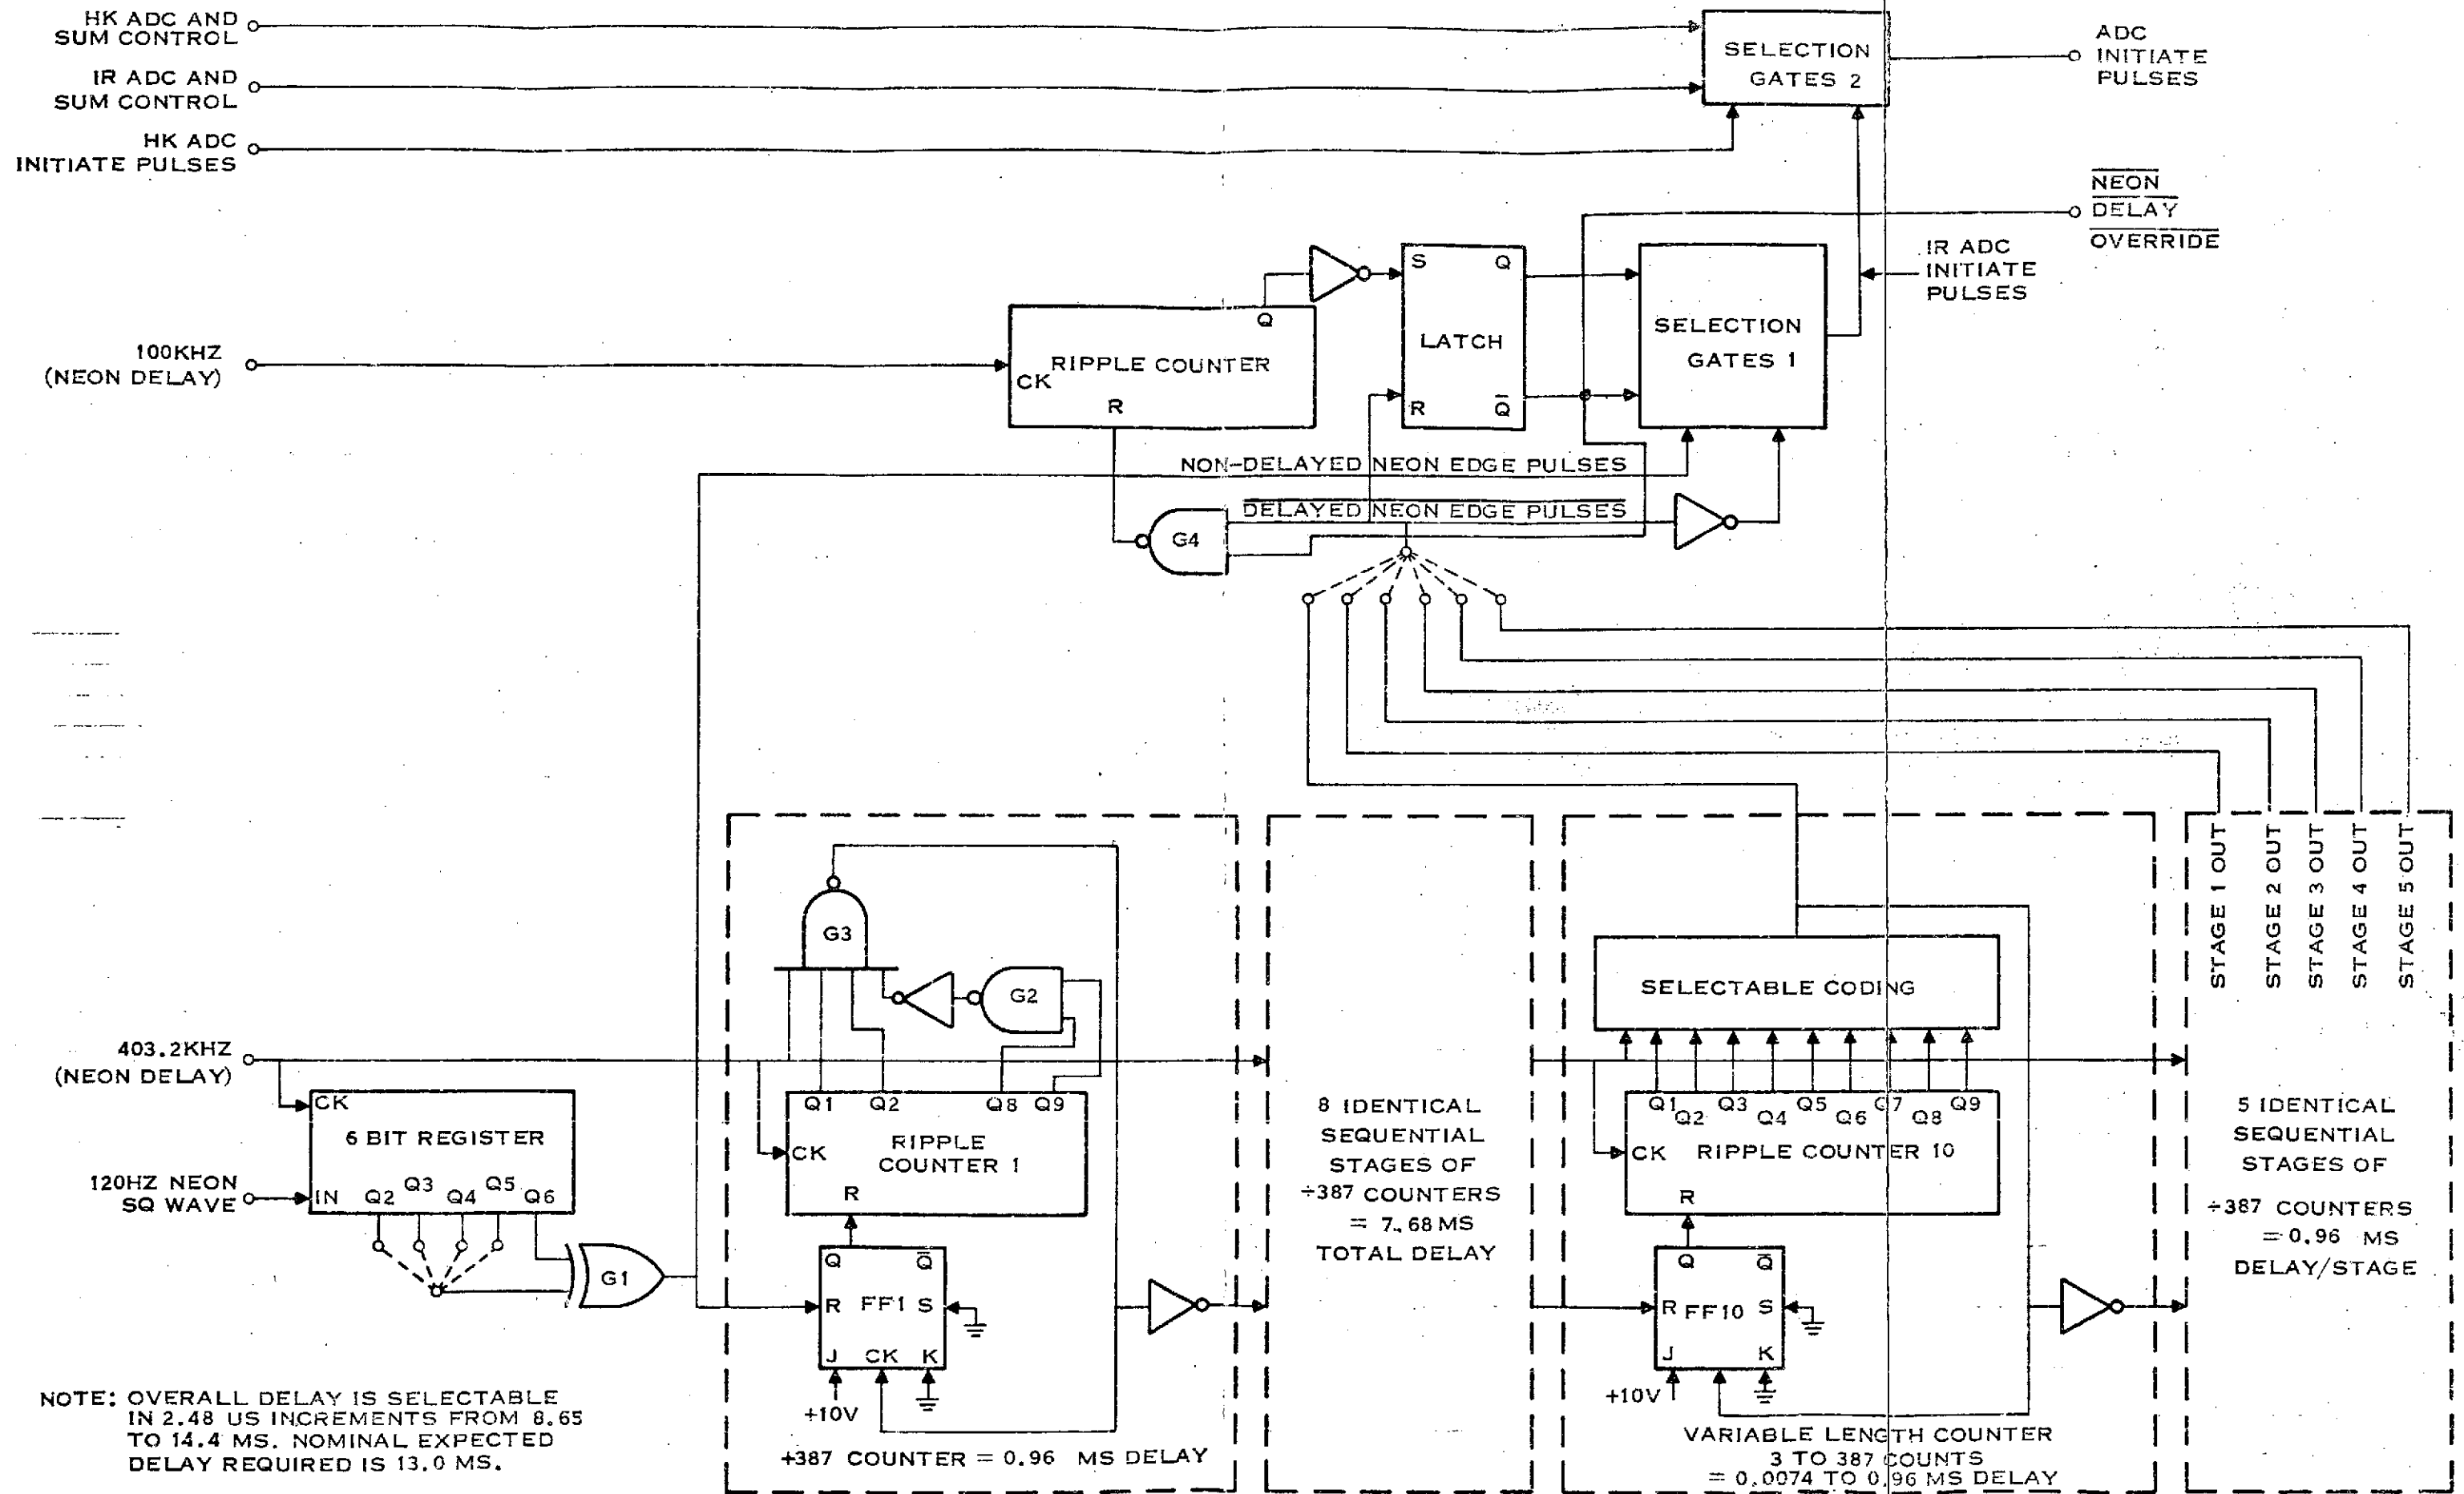 HK ADC AND
SUM CONTROL
IR ADC AND
SUM CONTROL
HK ADC
INITIATE PULSES
SELECTION
GATES 2
ADC
INITIATE
PULSES
NEON
DELAY
OVERRIDE
IR ADC
INITIATE
PULSES
100KHZ
(NEON DELAY)
Q
RIPPLE COUNTER
CK
R
S Q
LATCH
R Q
SELECTION
GATES 1
NON-DELAYED NEON EDGE PULSES
DELAYED NEON EDGE PULSES
G4
STAGE 1 OUT
STAGE 2 OUT
STAGE 3 OUT
STAGE 4 OUT
STAGE 5 OUT
G3
G2
SELECTABLE CODING
403.2KHZ
(NEON DELAY)
CK
6 BIT REGISTER
120HZ NEON
SQ WAVE
IN Q2 Q3 Q4 Q5 Q6
G1
Q1 Q2 Q8 Q9
RIPPLE
COUNTER 1
CK
R
Q Q
R FF1 S
J CK K
+10V
÷387 COUNTER = 0.96 MS DELAY
8 IDENTICAL
SEQUENTIAL
STAGES OF
÷387 COUNTERS
= 7.68 MS
TOTAL DELAY
Q1 Q2 Q3 Q4 Q5 Q6 Q7 Q8 Q9
CK RIPPLE COUNTER 10
R
Q Q
R FF10 S
J K
+10V
VARIABLE LENGTH COUNTER
3 TO 387 COUNTS
= 0.0074 TO 0.96 MS DELAY
5 IDENTICAL
SEQUENTIAL
STAGES OF
÷387 COUNTERS
= 0.96 MS
DELAY/STAGE
NOTE: OVERALL DELAY IS SELECTABLE
IN 2.48 US INCREMENTS FROM 8.65
TO 14.4 MS. NOMINAL EXPECTED
DELAY REQUIRED IS 13.0 MS.